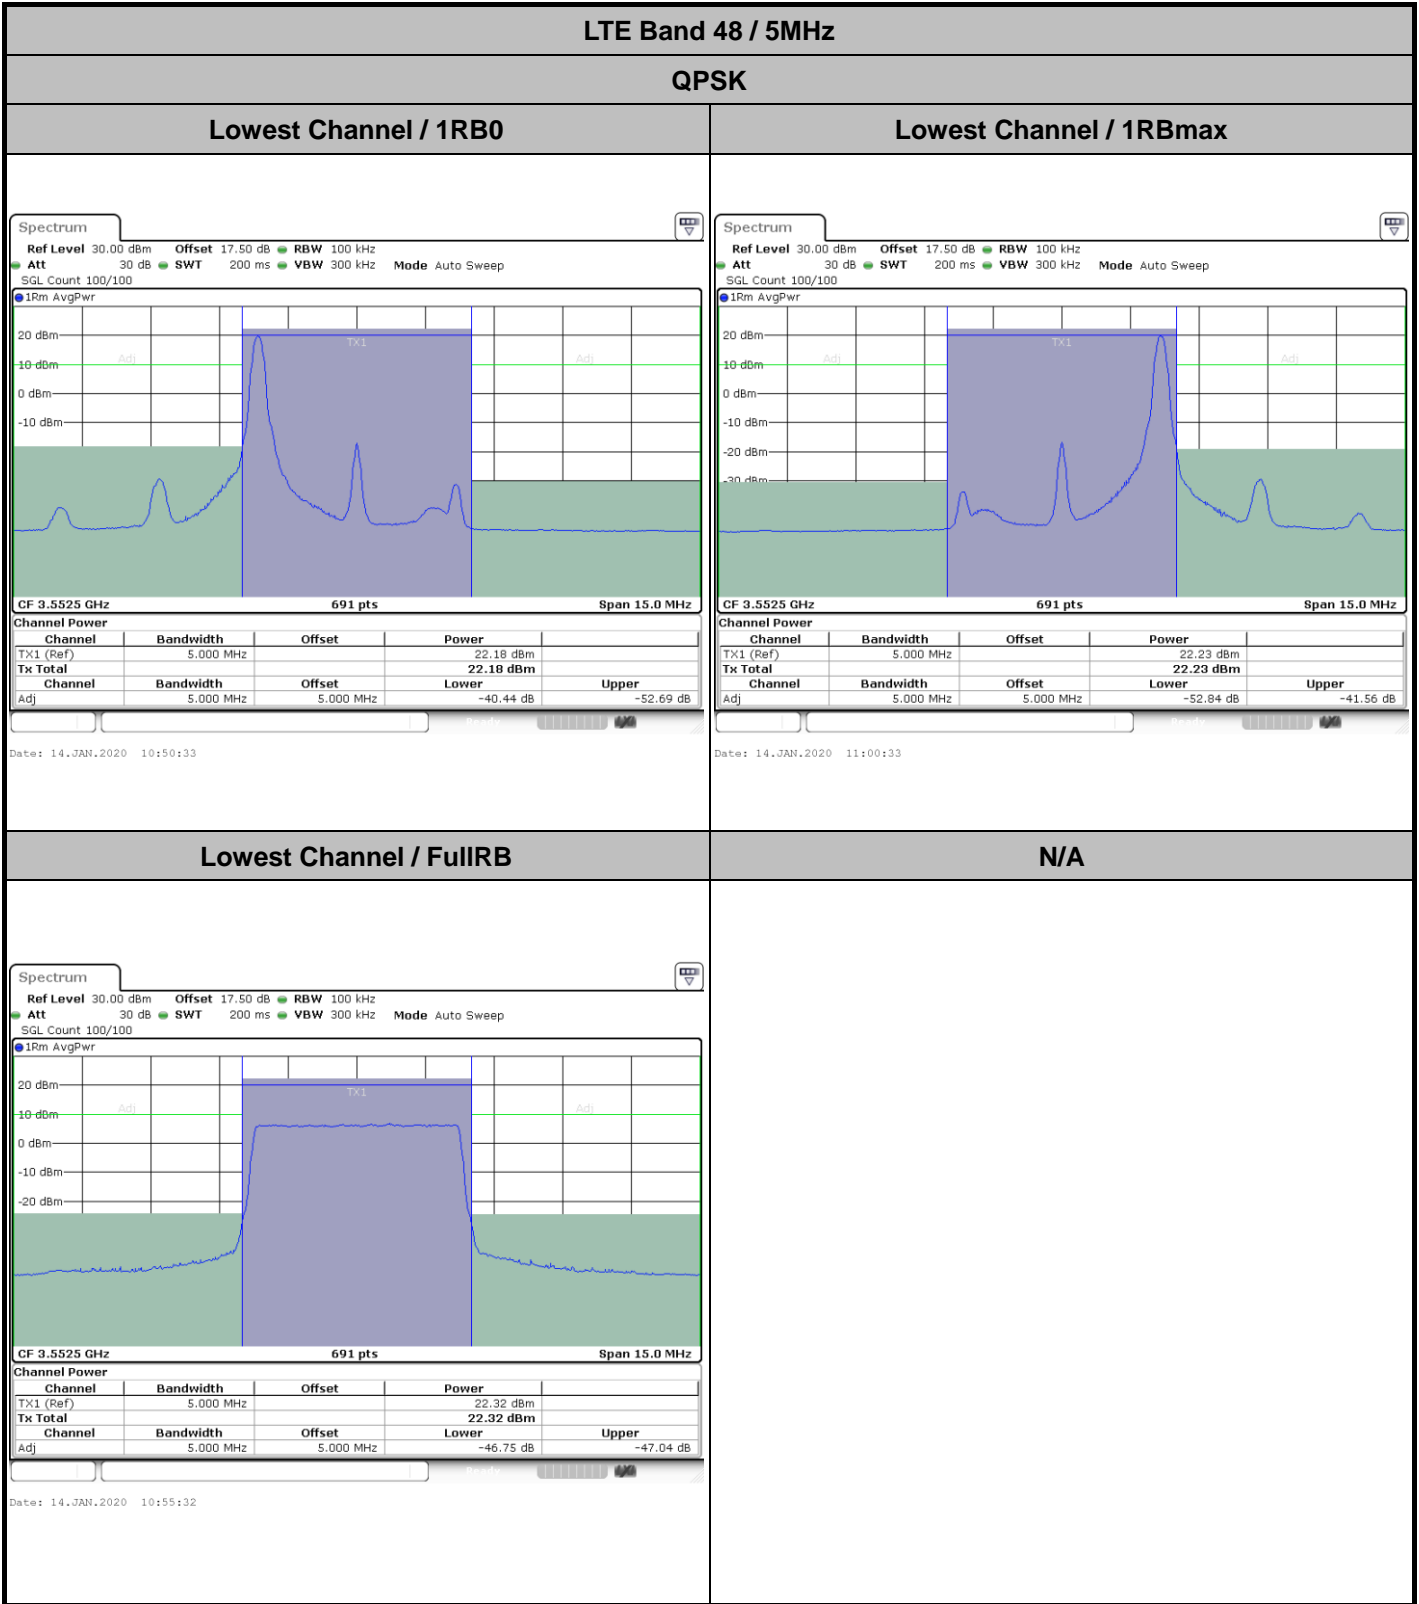 LTE Band 48 / 5MHz
QPSK
Lowest Channel / 1RB0
Lowest Channel / 1RBmax
Spectrum
Ref Level 30.00 dBm Offset 17.50 dB RBW 100 kHz
Att 30 dB SWT 200 ms VBW 300 kHz Mode Auto Sweep
SGL Count 100/100
1Rm AvgPwr
TX1
20 dBm
Adj
Adj
10 dBm
0 dBm
-10 dBm
CF 3.5525 GHz 691 pts Span 15.0 MHz
Channel Power
Channel Bandwidth Offset Power
TX1 (Ref) 5.000 MHz 22.18 dBm
Tx Total 22.18 dBm
Channel Bandwidth Offset Lower Upper
Adj 5.000 MHz 5.000 MHz -40.44 dB -52.69 dB
Ready
Date: 14.JAN.2020 10:50:33
Spectrum
Ref Level 30.00 dBm Offset 17.50 dB RBW 100 kHz
Att 30 dB SWT 200 ms VBW 300 kHz Mode Auto Sweep
SGL Count 100/100
1Rm AvgPwr
20 dBm
TX1
Adj
Adj
10 dBm
0 dBm
-10 dBm
-20 dBm
-30 dBm
CF 3.5525 GHz 691 pts Span 15.0 MHz
Channel Power
Channel Bandwidth Offset Power
TX1 (Ref) 5.000 MHz 22.23 dBm
Tx Total 22.23 dBm
Channel Bandwidth Offset Lower Upper
Adj 5.000 MHz 5.000 MHz -52.84 dB -41.56 dB
Ready
Date: 14.JAN.2020 11:00:33
Lowest Channel / FullRB
N/A
Spectrum
Ref Level 30.00 dBm Offset 17.50 dB RBW 100 kHz
Att 30 dB SWT 200 ms VBW 300 kHz Mode Auto Sweep
SGL Count 100/100
1Rm AvgPwr
20 dBm
TX1
Adj
Adj
10 dBm
0 dBm
-10 dBm
-20 dBm
CF 3.5525 GHz 691 pts Span 15.0 MHz
Channel Power
Channel Bandwidth Offset Power
TX1 (Ref) 5.000 MHz 22.32 dBm
Tx Total 22.32 dBm
Channel Bandwidth Offset Lower Upper
Adj 5.000 MHz 5.000 MHz -46.75 dB -47.04 dB
Ready
Date: 14.JAN.2020 10:55:32